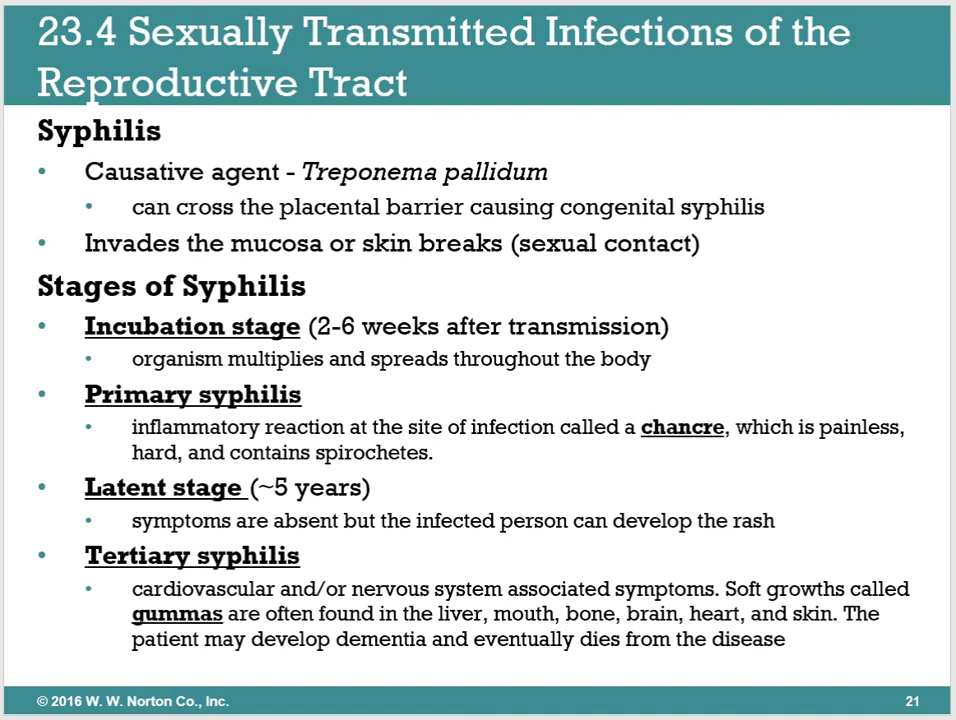 23.4 Sexually Transmitted Infections of the
Reproductive Tract
Syphilis
• Causative agent - Treponema pallidum
• can cross the placental barrier causing congenital syphilis
• Invades the mucosa or skin breaks (sexual contact)
Stages of Syphilis
• Incubation stage (2-6 weeks after transmission)
• organism multiplies and spreads throughout the body
• Primary syphilis
• inflammatory reaction at the site of infection called a chancre, which is painless,
hard, and contains spirochetes.
• Latent stage (~5 years)
• symptoms are absent but the infected person can develop the rash
• Tertiary syphilis
• cardiovascular and/or nervous system associated symptoms. Soft growths called
gummas are often found in the liver, mouth, bone, brain, heart, and skin. The
patient may develop dementia and eventually dies from the disease
© 2016 W. W. Norton Co., Inc.
21